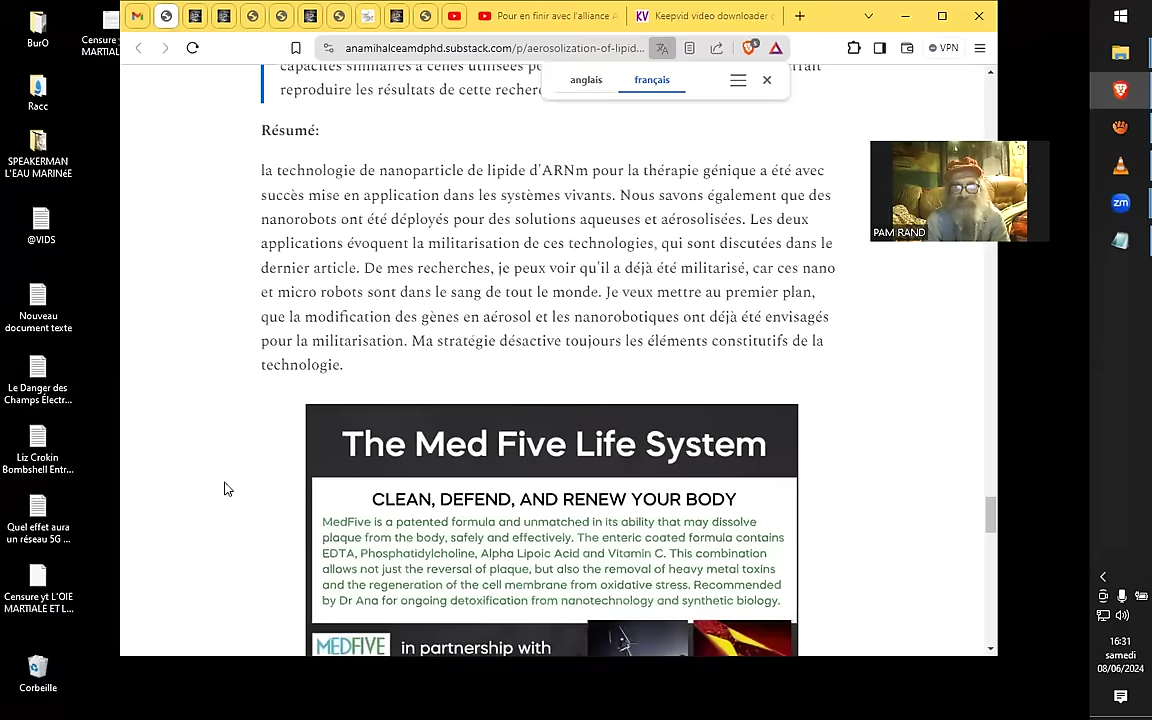 BurO
Censure ...
MARTIALE
Racc
SPEAKERMAN
L'EAU MARINéE
@VIDS
Nouveau
document texte
Le Danger des
Champs Électr...
Liz Crokin
Bombshell Entr...
Quel effet aura
un réseau 5G ...
Censure yt L'OIE
MARTIALE ET L...
Corbeille
Pour en finir avec l'alliance
KV Keepvid video downloader
anamihalceamdphd.substack.com/p/aerosolization-of-lipid...
VPN
anglais
français
capacités similaires à celles utilisées
reproduire les résultats de cette
Résumé:
la technologie de nanoparticle de lipide d'ARNm pour la thérapie génique a été avec
succès mise en application dans les systèmes vivants. Nous savons également que des
nanorobots ont été déployés pour des solutions aqueuses et aérosolisées. Les deux
applications évoquent la militarisation de ces technologies, qui sont discutées dans le
dernier article. De mes recherches, je peux voir qu'il a déjà été militarisé, car ces nano
et micro robots sont dans le sang de tout le monde. Je veux mettre au premier plan,
que la modification des gènes en aérosol et les nanorobotiques ont déjà été envisagés
pour la militarisation. Ma stratégie désactive toujours les éléments constitutifs de la
technologie.
The Med Five Life System
CLEAN, DEFEND, AND RENEW YOUR BODY
MedFive is a patented formula and unmatched in its ability that may dissolve
plaque from the body, safely and effectively. The enteric coated formula contains
EDTA, Phosphatidylcholine, Alpha Lipoic Acid and Vitamin C. This combination
allows not just the reversal of plaque, but also the removal of heavy metal toxins
and the regeneration of the cell membrane from oxidative stress. Recommended
by Dr Ana for ongoing detoxification from nanotechnology and synthetic biology.
MEDFIVE in partnership with
PAM RAND
zm
16:31
samedi
08/06/2024